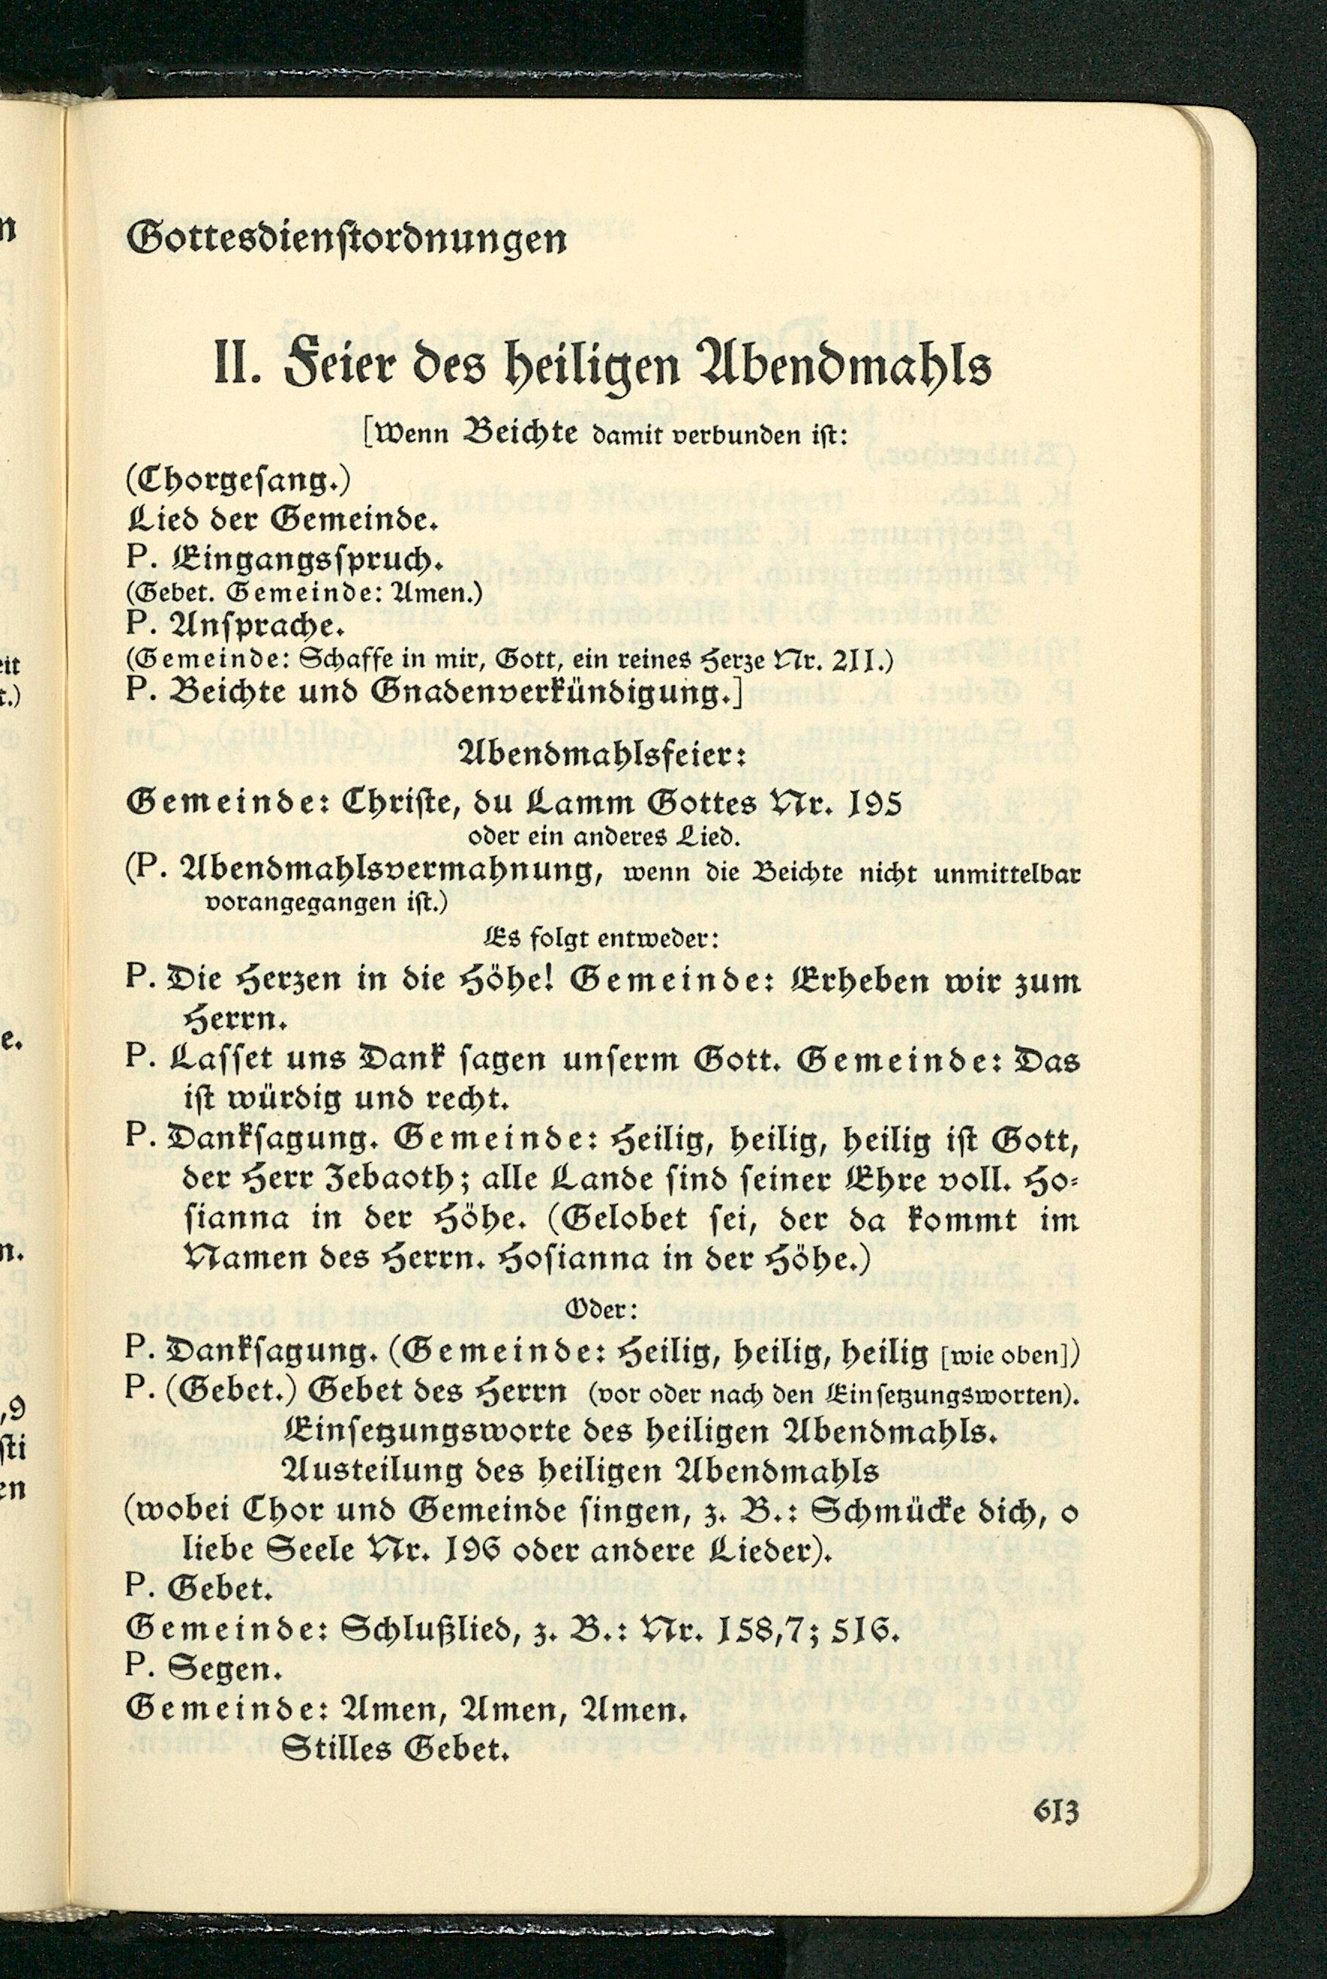 Gottesdienstordnungen
II. Feier des heiligen Abendmahls
[Wenn Beichte damit verbunden ist:
(Chorgesang.)
Lied der Gemeinde.
P. Eingangsspruch.
(Gebet. Gemeinde: Amen.)
P. Ansprache.
(Gemeinde: Schaffe in mir, Gott, ein reines Herze Nr. 211.)
P. Beichte und Gnadenverkündigung.]
Abendmahlsfeier:
Gemeinde: Christe, du Lamm Gottes Nr. 195
oder ein anderes Lied.
(P. Abendmahlsvermahnung, wenn die Beichte nicht unmittelbar
vorangegangen ist.)
Es folgt entweder:
P. Die Herzen in die Höhe! Gemeinde: Erheben wir zum
Herrn.
P. Lasset uns Dank sagen unserm Gott. Gemeinde: Das
ist würdig und recht.
P. Danksagung. Gemeinde: Heilig, heilig, heilig ist Gott,
der Herr Zebaoth; alle Lande sind seiner Ehre voll. Ho-
sianna in der Höhe. (Gelobet sei, der da kommt im
Namen des Herrn. Hosianna in der Höhe.)
Oder:
P. Danksagung. (Gemeinde: Heilig, heilig, heilig [wie oben])
P. (Gebet.) Gebet des Herrn (vor oder nach den Einsetzungsworten).
Einsetzungsworte des heiligen Abendmahls.
Austeilung des heiligen Abendmahls
(wobei Chor und Gemeinde singen, z. B.: Schmücke dich, o
liebe Seele Nr. 196 oder andere Lieder).
P. Gebet.
Gemeinde: Schlußlied, z. B.: Nr. 158,7; 516.
P. Segen.
Gemeinde: Amen, Amen, Amen.
Stilles Gebet.
613